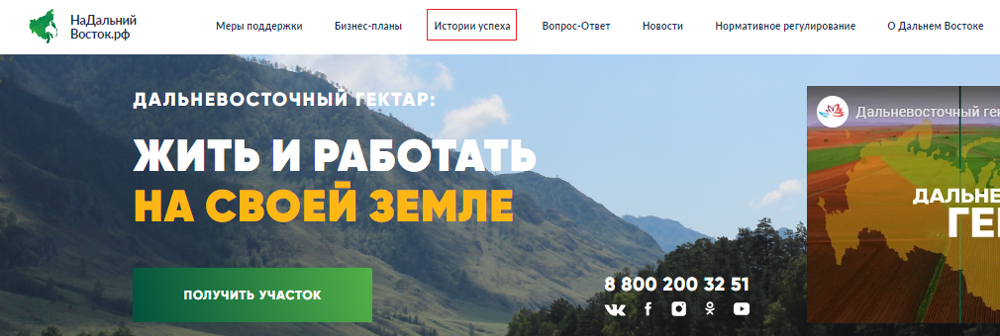 НаДальний
Восток.рф
Меры поддержки
Бизнес-планы
Истории успеха
Вопрос-Ответ
Новости
Нормативное регулирование
О Дальнем Востоке
ДАЛЬНЕВОСТОЧНЫЙ ГЕКТАР:
ЖИТЬ И РАБОТАТЬ
НА СВОЕЙ ЗЕМЛЕ
ПОЛУЧИТЬ УЧАСТОК
8 800 200 32 51
Дальневосточный ге
ДАЛЬНЕ
ГЕ